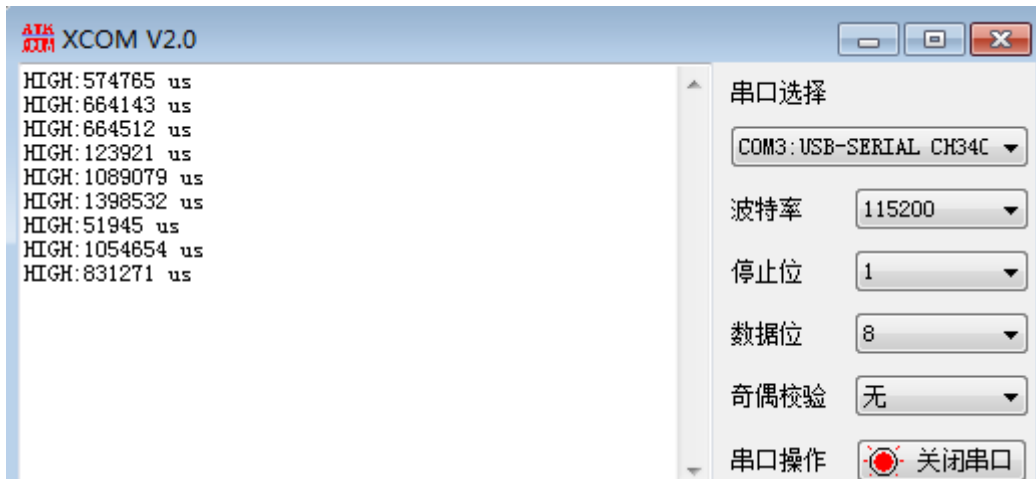 ATK
COM
XCOM V2.0
HIGH:574765 us
HIGH:664143 us
HIGH:664512 us
HIGH:123921 us
HIGH:1089079 us
HIGH:1398532 us
HIGH:51945 us
HIGH:1054654 us
HIGH:831271 us
串口选择
COM3:USB-SERIAL CH34C
波特率 115200
停止位 1
数据位 8
奇偶校验 无
串口操作 关闭串口